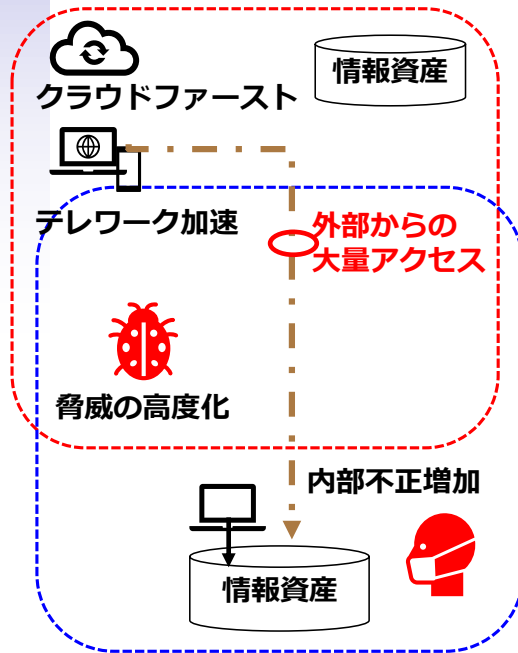 クラウドファースト
情報資産
テレワーク加速
外部からの
大量アクセス
脅威の高度化
内部不正増加
情報資産